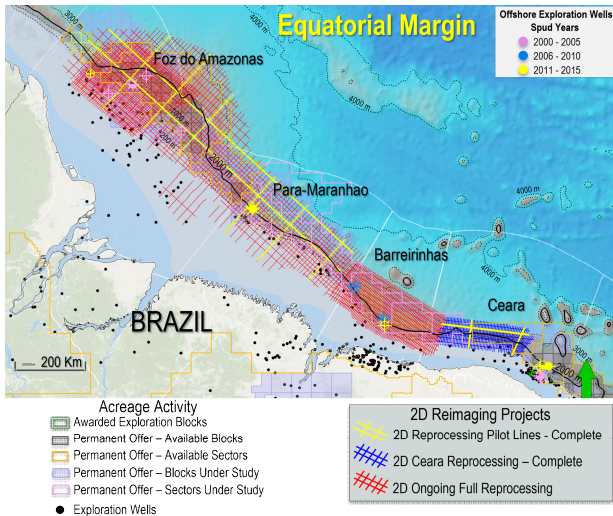 Equatorial Margin
Offshore Exploration Wells
Spud Years
2000 - 2005
2006 - 2010
2011 - 2015
3000 m
4000 m
4000 m
Foz do Amazonas
3000 m
200 m
2000 m
Para-Maranhao
4000 m
Barreirinhas
4000 m
Ceara
BRAZIL
3000 m
2000 m
200 Km
Acreage Activity
Awarded Exploration Blocks
Permanent Offer – Available Blocks
Permanent Offer – Available Sectors
Permanent Offer – Blocks Under Study
Permanent Offer – Sectors Under Study
Exploration Wells
2D Reimaging Projects
2D Reprocessing Pilot Lines - Complete
2D Ceara Reprocessing – Complete
2D Ongoing Full Reprocessing